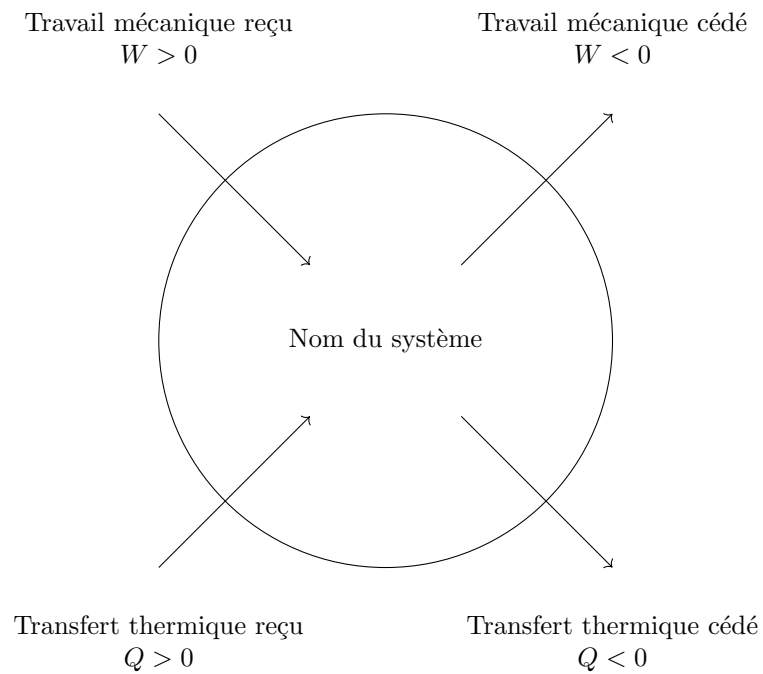 Travail mécanique reçu
W > 0
Travail mécanique cédé
W < 0
Nom du système
Transfert thermique reçu
Q > 0
Transfert thermique cédé
Q < 0